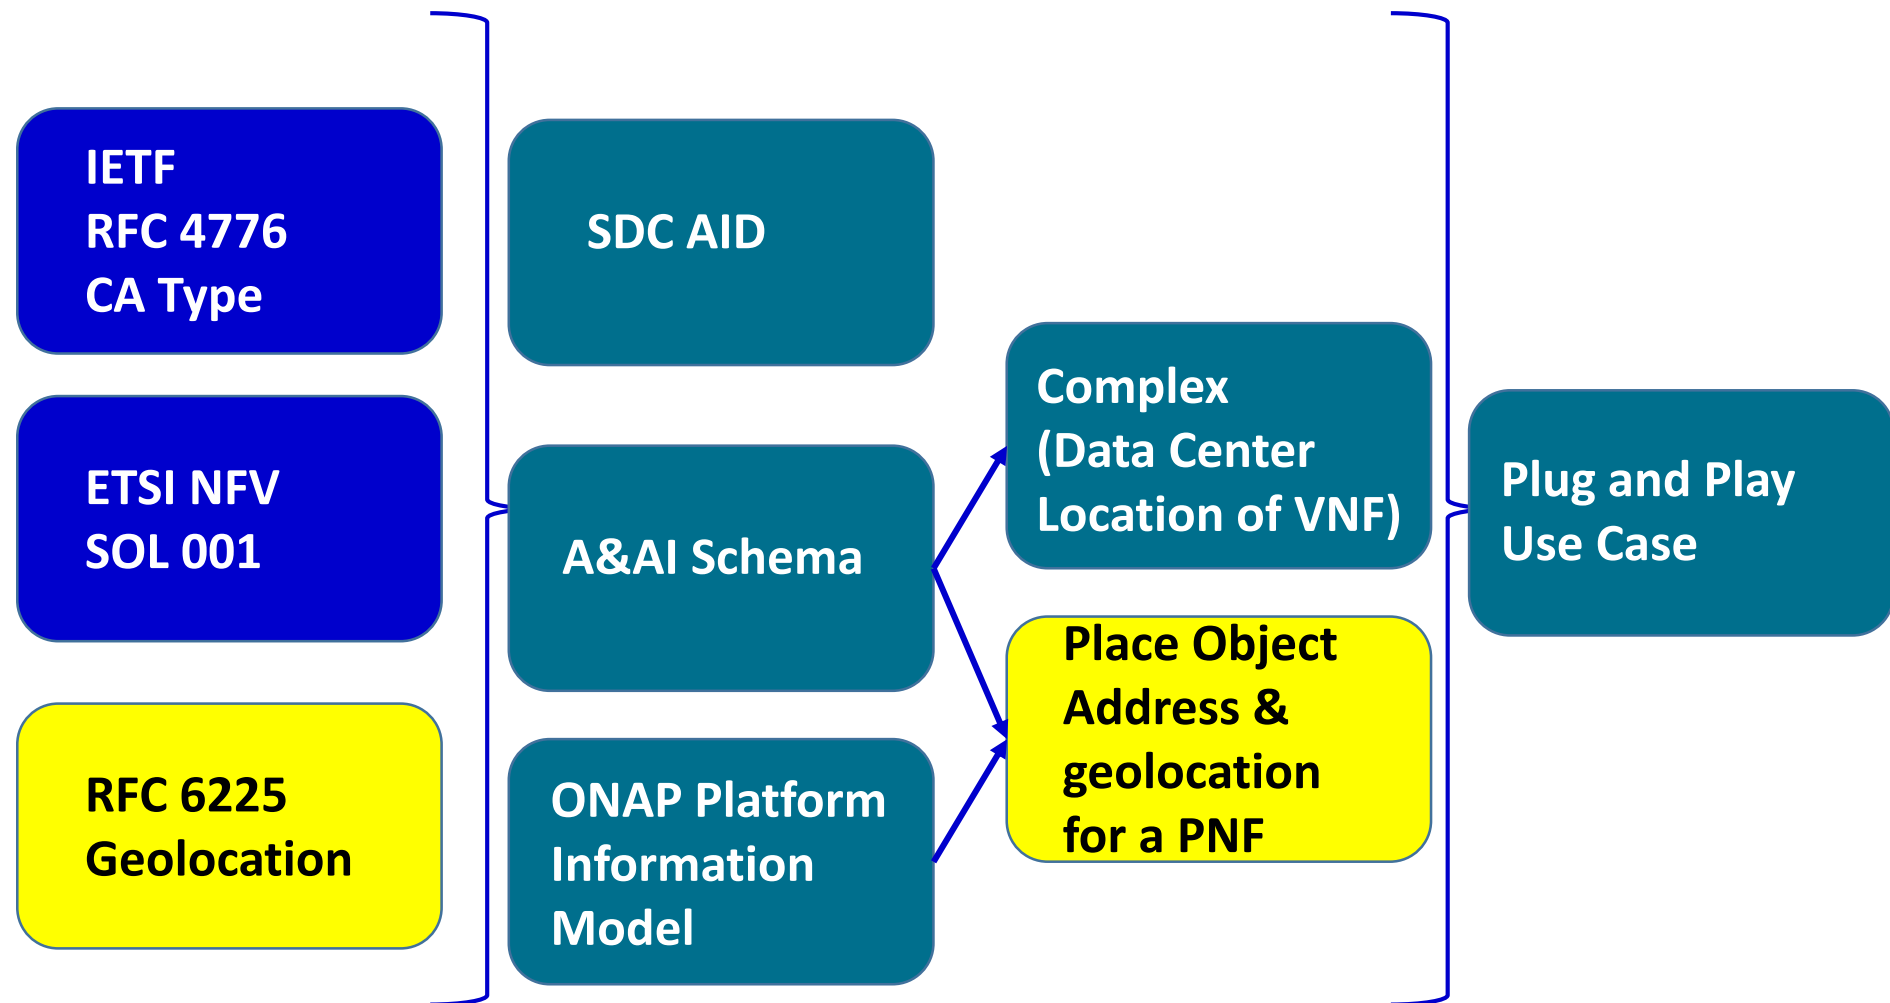 IETF
RFC 4776
CA Type
ETSI NFV
SOL 001
RFC 6225
Geolocation
SDC AID
A&AI Schema
ONAP Platform
Information
Model
Complex
(Data Center
Location of VNF)
Place Object
Address &
geolocation
for a PNF
Plug and Play
Use Case